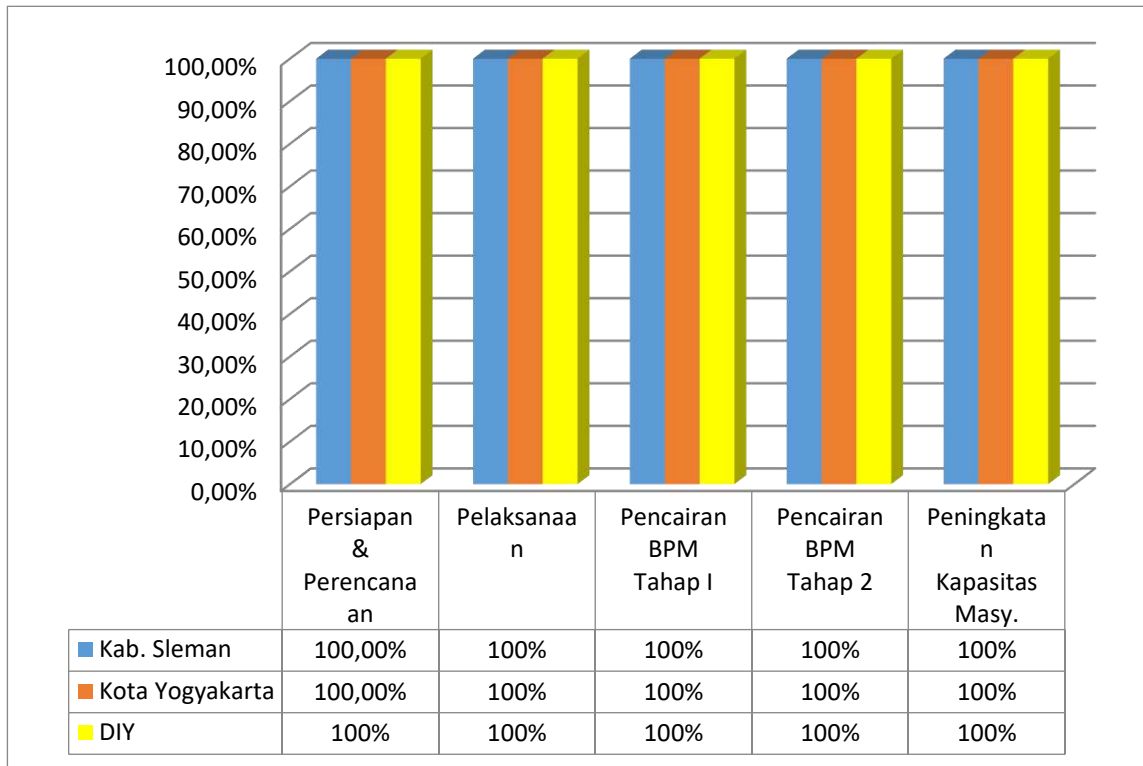 100,00%
90,00%
80,00%
70,00%
60,00%
50,00%
40,00%
30,00%
20,00%
10,00%
0,00%
Persiapan
&
Perencana
an
Pelaksanaa
n
Pencairan
BPM
Tahap I
Pencairan
BPM
Tahap 2
Peningkata
n
Kapasitas
Masy.
Kab. Sleman 100,00% 100% 100% 100% 100%
Kota Yogyakarta 100,00% 100% 100% 100% 100%
DIY 100% 100% 100% 100% 100%